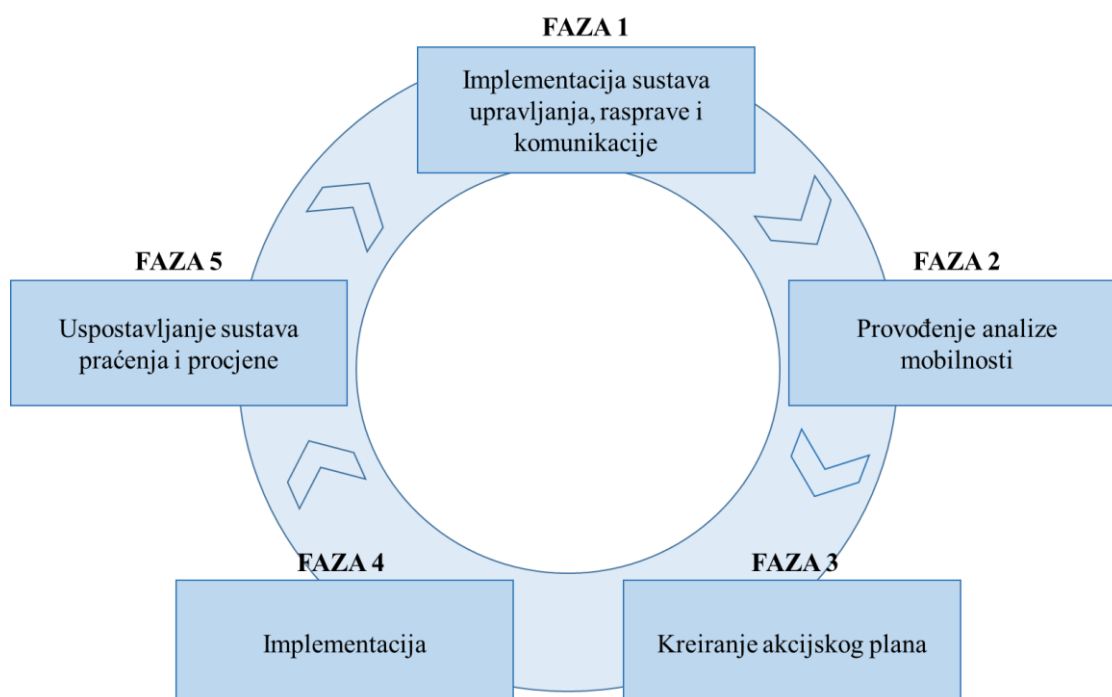 FAZA 1
Implementacija sustava
upravljanja, rasprave i
komunikacije
FAZA 2
Provođenje analize
mobilnosti
FAZA 3
Kreiranje akcijskog plana
FAZA 4
Implementacija
FAZA 5
Uspostavljanje sustava
praćenja i procjene